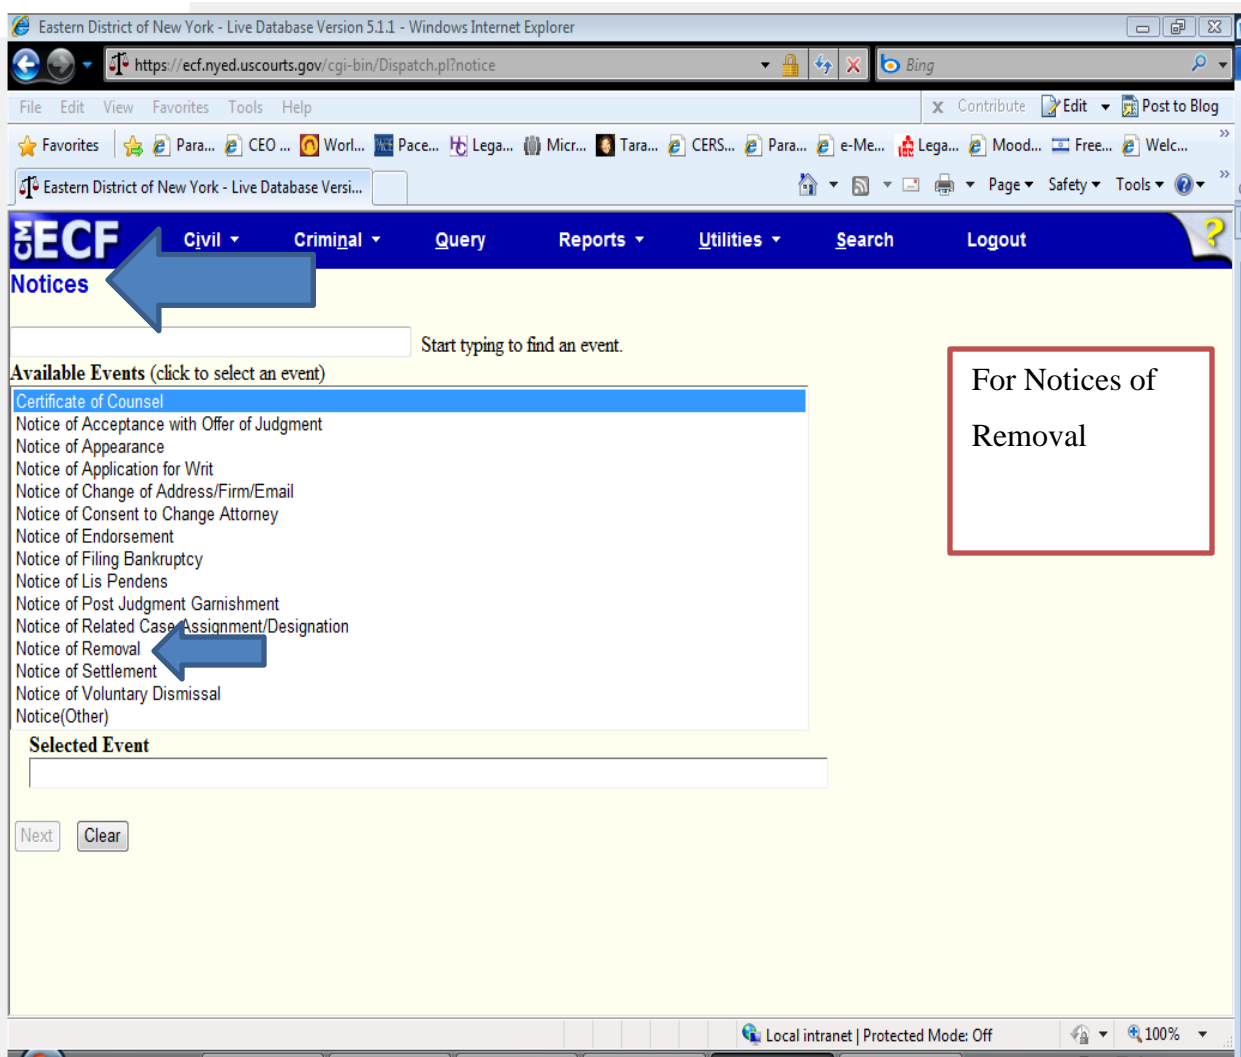 Eastern District of New York - Live Database Version 5.1.1 - Windows Internet Explorer
https://ecf.nyed.uscourts.gov/cgi-bin/Dispatch.pl?notice
Bing
File Edit View Favorites Tools Help
x Contribute Edit Post to Blog
Favorites Para... CEO ... Worl... Pace... Lega... Micr... Tara... CERS... Para... e-Me... Lega... Mood... Free... Welc... »
Eastern District of New York - Live Database Versi...
Page Safety Tools »
CM ECF Civil Criminal Query Reports Utilities Search Logout ?
Notices
Start typing to find an event.
Available Events (click to select an event)
For Notices of
Removal
Certificate of Counsel
Notice of Acceptance with Offer of Judgment
Notice of Appearance
Notice of Application for Writ
Notice of Change of Address/Firm/Email
Notice of Consent to Change Attorney
Notice of Endorsement
Notice of Filing Bankruptcy
Notice of Lis Pendens
Notice of Post Judgment Garnishment
Notice of Related Case Assignment/Designation
Notice of Removal
Notice of Settlement
Notice of Voluntary Dismissal
Notice(Other)
Selected Event
Next Clear
Local intranet | Protected Mode: Off
100%